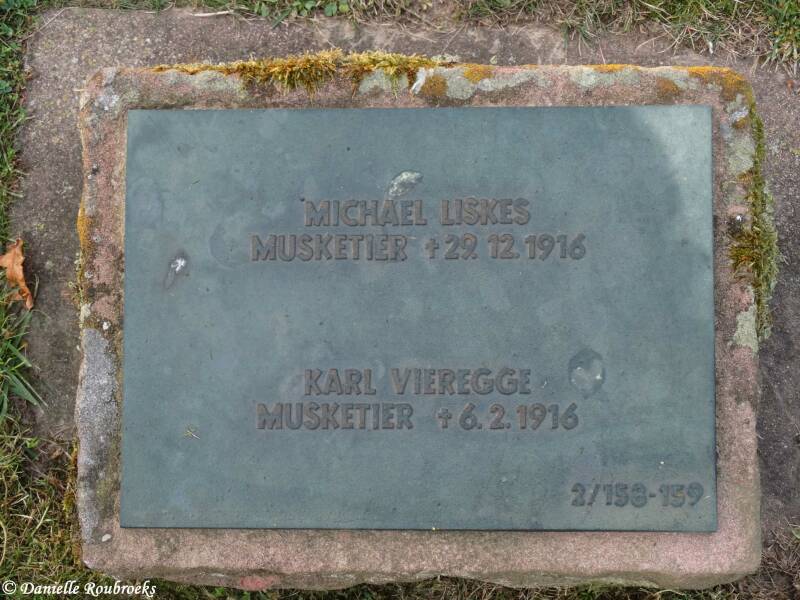 MICHAEL LISKES
MUSKETIER +29.12.1916
KARL VIEREGGE
MUSKETIER +6.2.1916
2/158-159
© Danielle Roubroeks